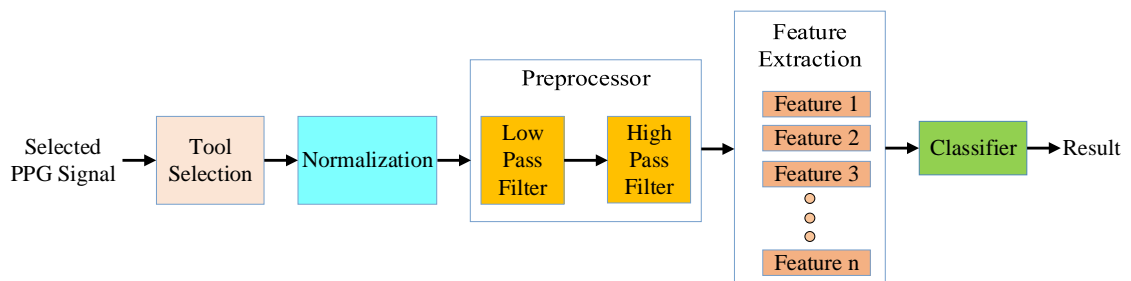 Selected
PPG Signal
Tool
Selection
Normalization
Preprocessor
Low
Pass
Filter
High
Pass
Filter
Feature
Extraction
Feature 1
Feature 2
Feature 3
Feature n
Classifier
Result